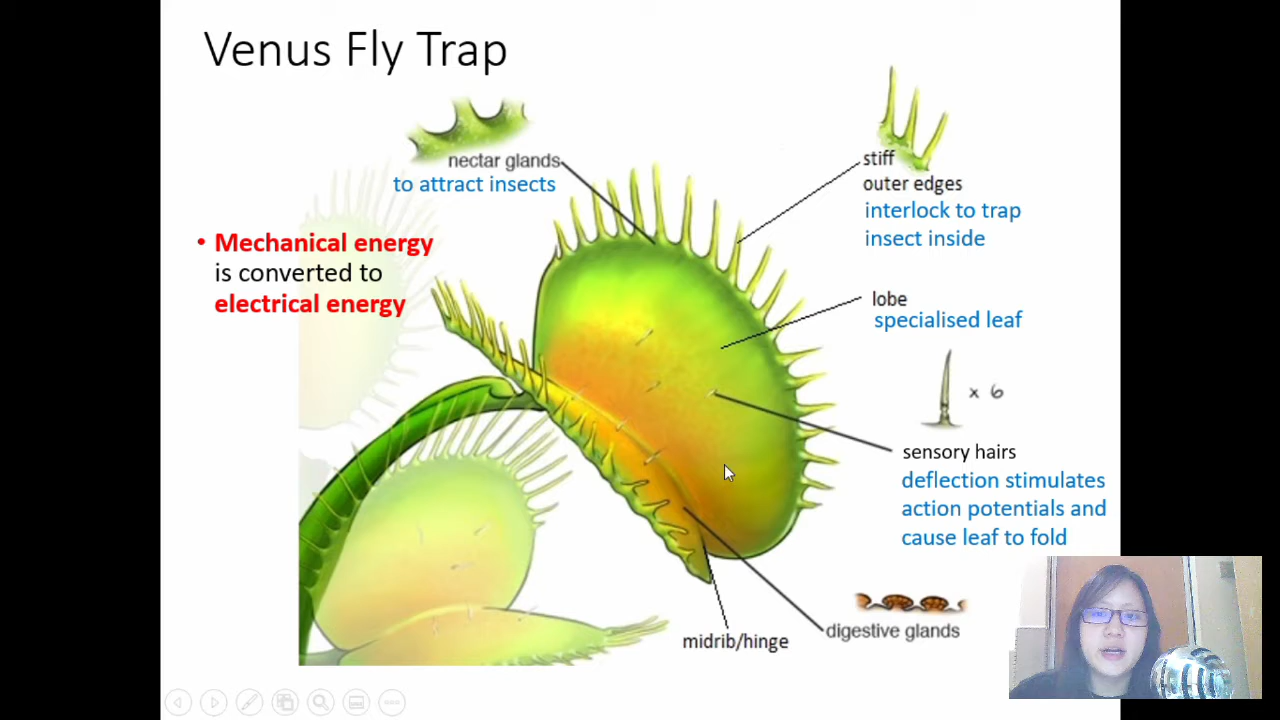 Venus Fly Trap
nectar glands
to attract insects
• Mechanical energy
is converted to
electrical energy
stiff
outer edges
interlock to trap
insect inside
lobe
specialised leaf
x 6
sensory hairs
deflection stimulates
action potentials and
cause leaf to fold
digestive glands
midrib/hinge